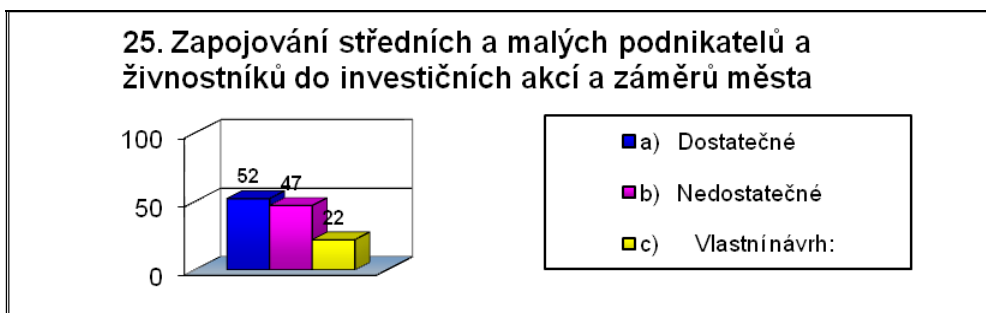 25. Zapojování středních a malých podnikatelů a
živnostníků do investičních akcí a záměrů města
100
50
0
52
47
22
a) Dostatečné
b) Nedostatečné
c) Vlastní návrh: